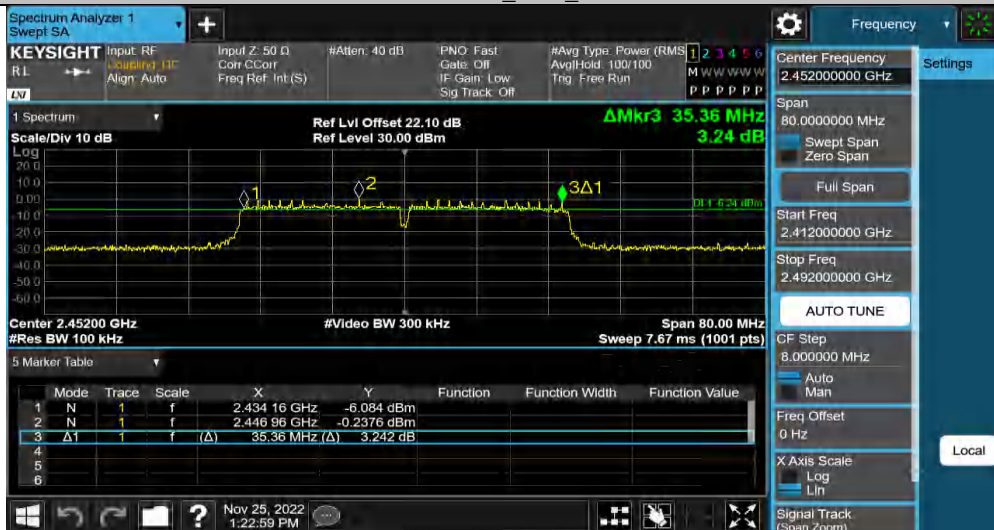 Spectrum Analyzer 1
Swept SA
+
Frequency
KEYSIGHT
RL
LXI
Input: RF
Coupling: DC
Align: Auto
Input Z: 50 Ω
Corr CCorr
Freq Ref: Int (S)
#Atten: 40 dB
PNO: Fast
Gate: Off
IF Gain: Low
Sig Track: Off
#Avg Type: Power (RMS
Avg|Hold: 100/100
Trig: Free Run
1 2 3 4 5 6
M W W W W W
P P P P P P
1 Spectrum
Scale/Div 10 dB
Ref Lvl Offset 22.10 dB
Ref Level 30.00 dBm
ΔMkr3 35.36 MHz
3.24 dB
Log
20.0
10.0
0.00
-10.0
-20.0
-30.0
-40.0
-50.0
-60.0
1
2
3Δ1
DL1 -6.24 dBm
Center 2.45200 GHz
#Res BW 100 kHz
#Video BW 300 kHz
Span 80.00 MHz
Sweep 7.67 ms (1001 pts)
5 Marker Table
Mode Trace Scale X Y Function Function Width Function Value
1 N 1 f 2.434 16 GHz -6.084 dBm
2 N 1 f 2.446 96 GHz -0.2376 dBm
3 Δ1 1 f (Δ) 35.36 MHz (Δ) 3.242 dB
4
5
6
Nov 25, 2022
1:22:59 PM
Center Frequency
2.452000000 GHz
Span
80.0000000 MHz
Swept Span
Zero Span
Full Span
Start Freq
2.412000000 GHz
Stop Freq
2.492000000 GHz
AUTO TUNE
CF Step
8.000000 MHz
Auto
Man
Freq Offset
0 Hz
X Axis Scale
Log
Lin
Signal Track
(Span Zoom)
Settings
Local